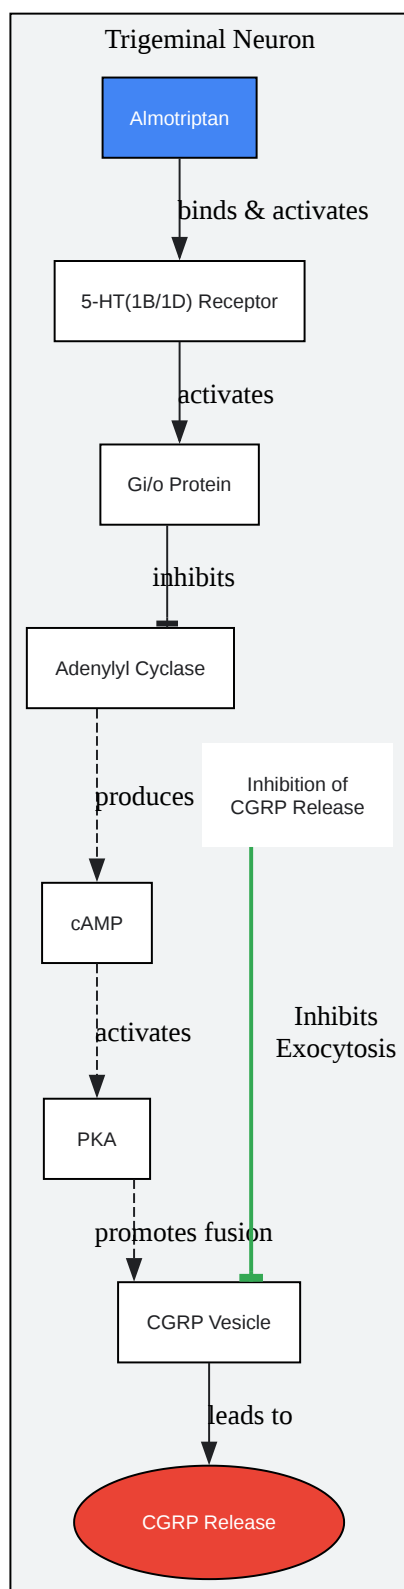 Trigeminal Neuron
Almotriptan
binds & activates
5-HT(1B/1D) Receptor
activates
Gi/o Protein
inhibits
Adenylyl Cyclase
Inhibition of
CGRP Release
produces
cAMP
Inhibits
Exocytosis
activates
PKA
promotes fusion
CGRP Vesicle
leads to
CGRP Release